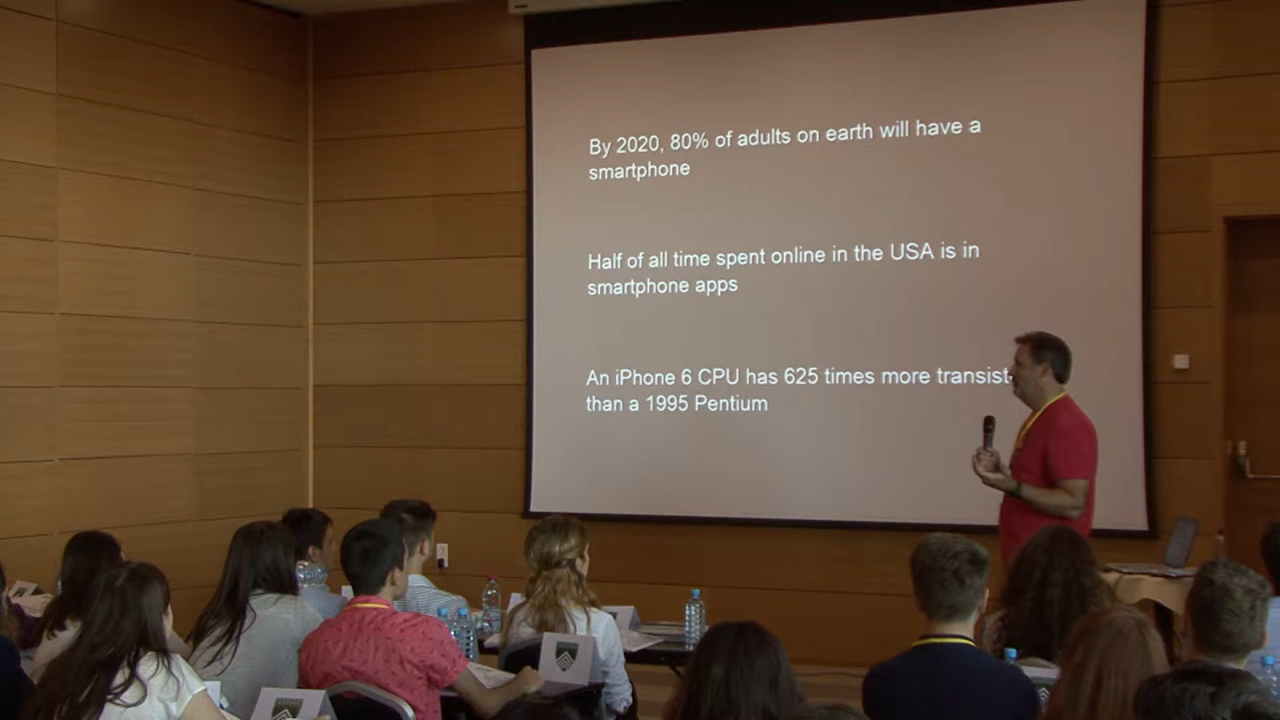 By 2020, 80% of adults on earth will have a
smartphone
Half of all time spent online in the USA is in
smartphone apps
An iPhone 6 CPU has 625 times more transist
than a 1995 Pentium